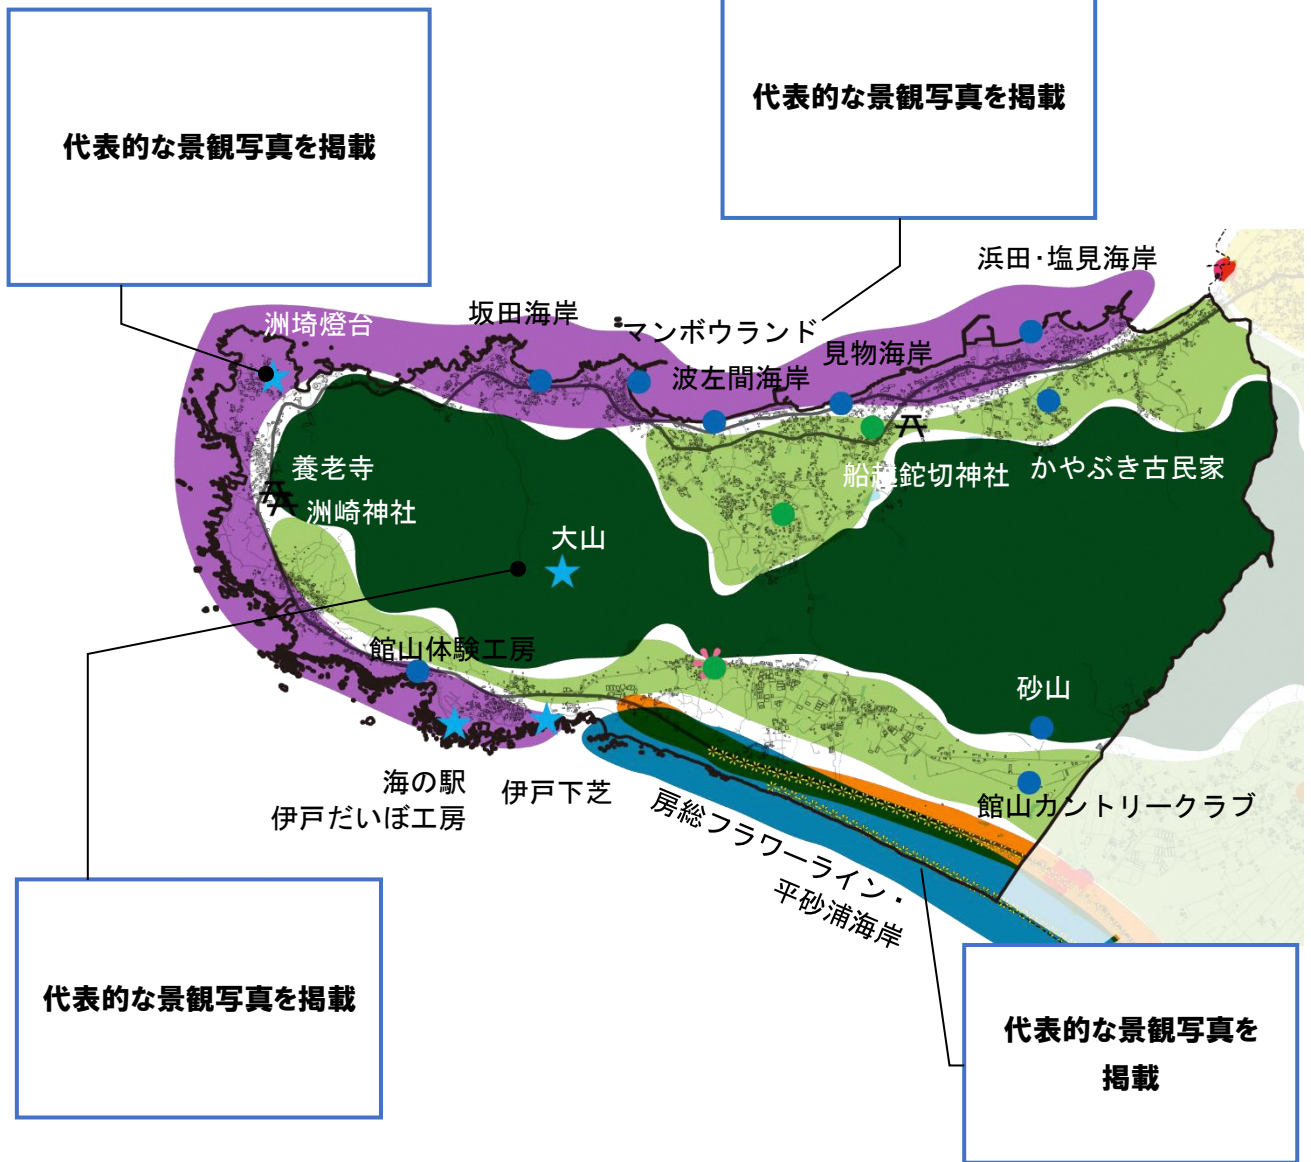 代表的な景観写真を掲載
代表的な景観写真を掲載
浜田・塩見海岸
坂田海岸
洲埼燈台
マンボウランド
見物海岸
波左間海岸
養老寺
洲崎神社
船越鉈切神社
かやぶき古民家
大山
館山体験工房
砂山
海の駅
伊戸だいぼ工房
伊戸下芝
館山カントリークラブ
房総フラワーライン・
平砂浦海岸
代表的な景観写真を掲載
代表的な景観写真を
掲載